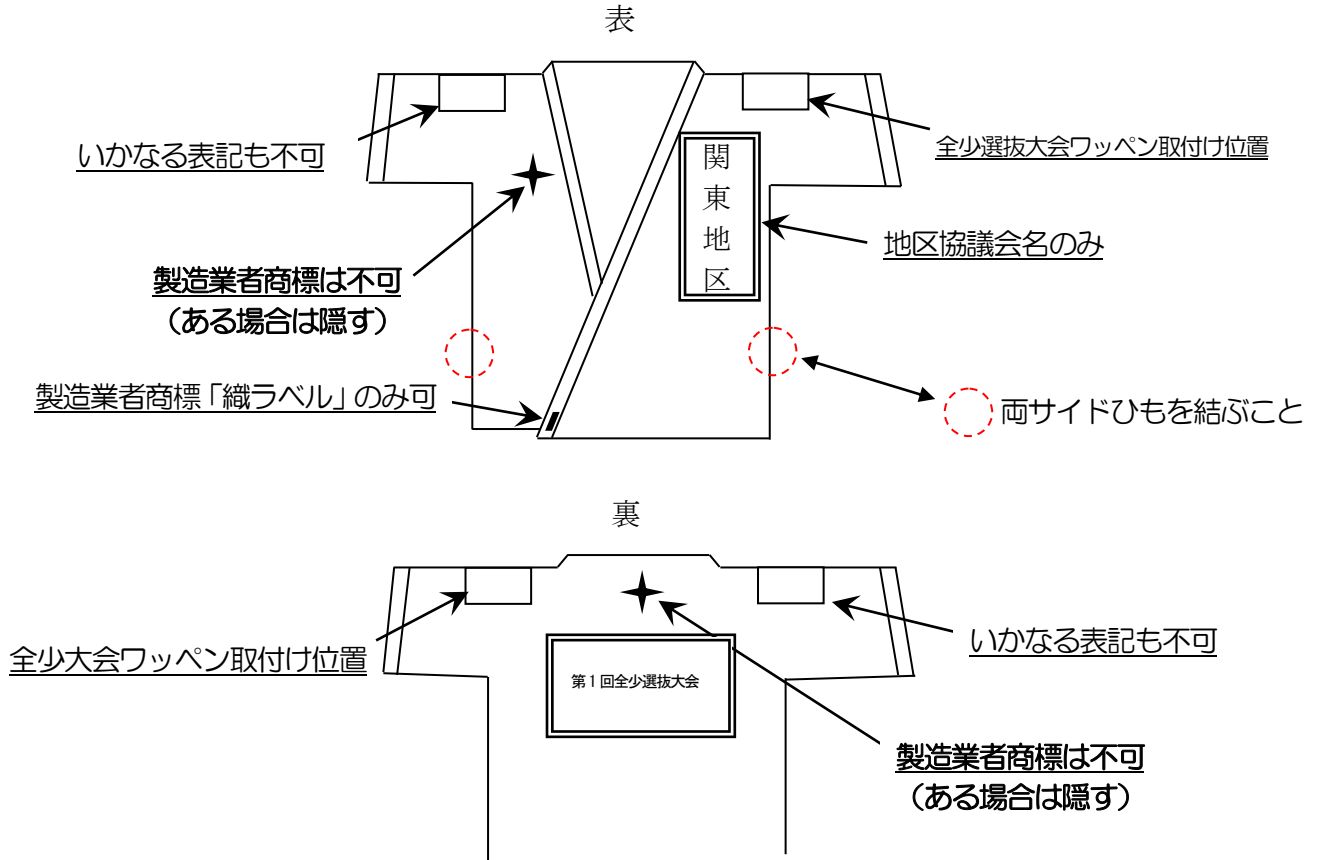 表
いかなる表記も不可
全少選抜大会ワッペン取付け位置
関東地区
地区協議会名のみ
製造業者商標は不可
（ある場合は隠す）
製造業者商標「織ラベル」のみ可
両サイドひもを結ぶこと
裏
全少大会ワッペン取付け位置
いかなる表記も不可
第１回全少選抜大会
製造業者商標は不可
（ある場合は隠す）